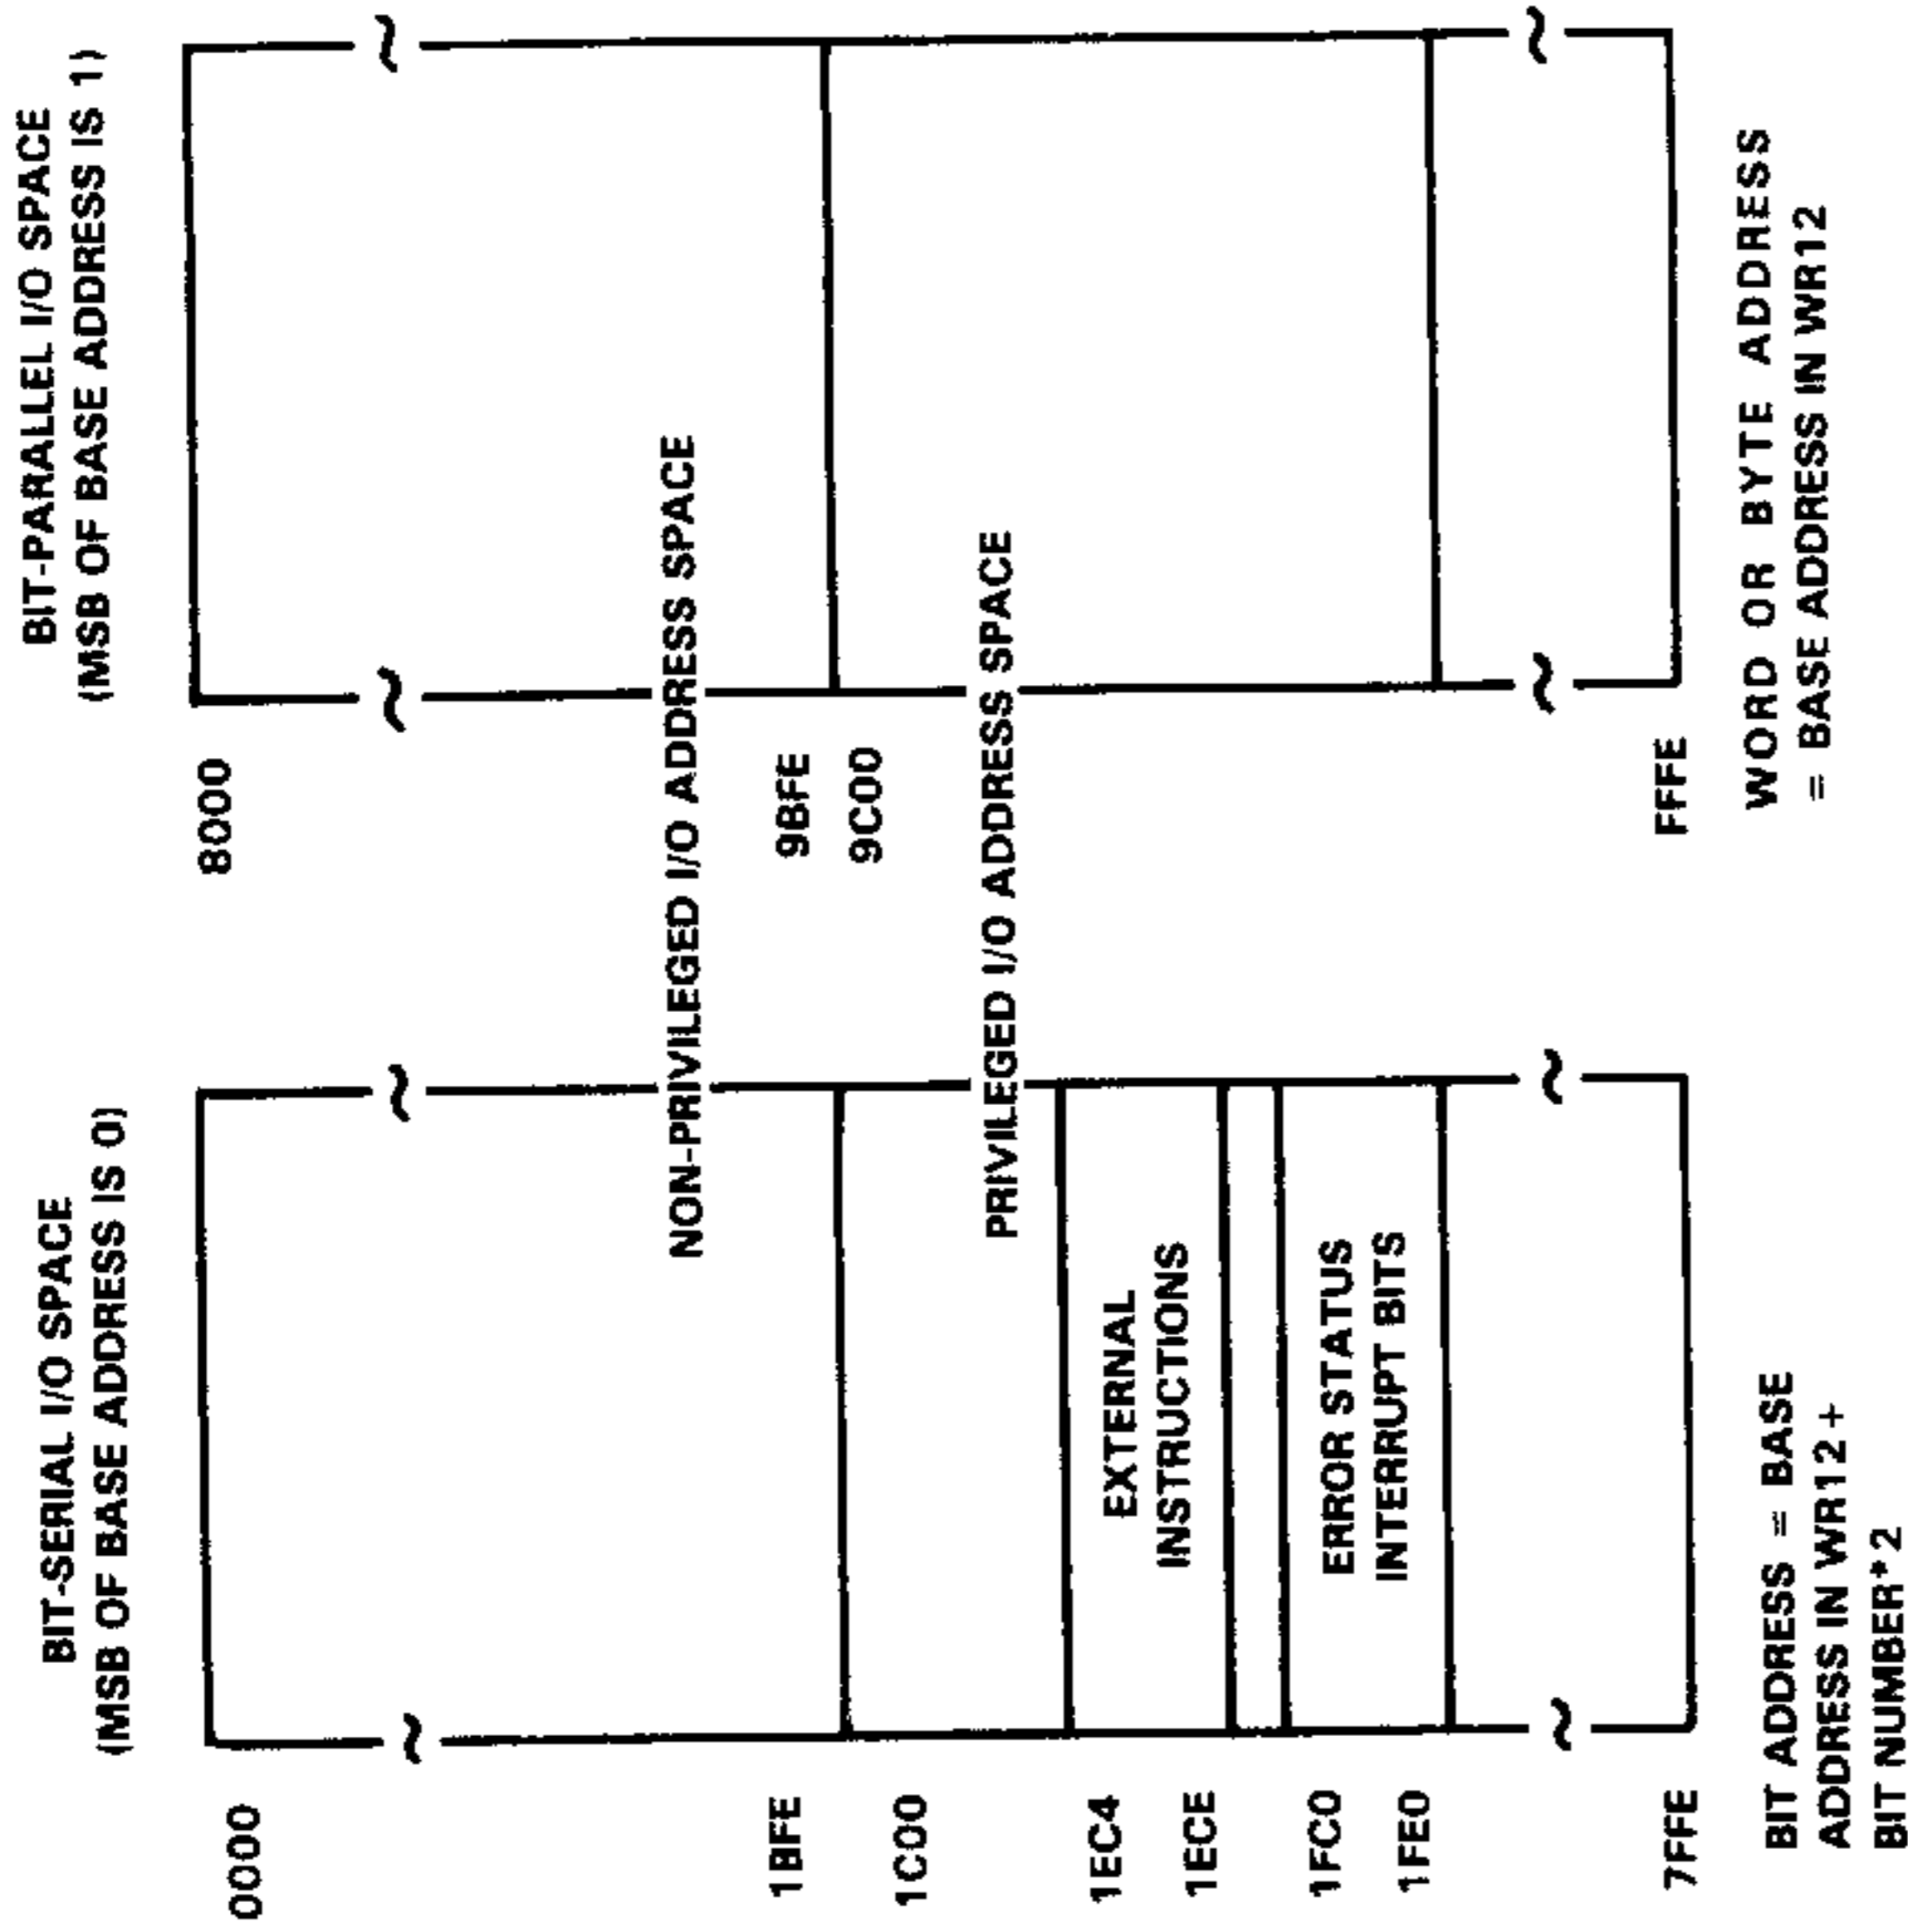 BIT-SERIAL I/O SPACE
(MSB OF BASE ADDRESS IS 0)
0000
1BFE
1C00
1EC4
1ECE
1FC0
1FE0
7FFE
EXTERNAL
INSTRUCTIONS
ERROR STATUS
INTERRUPT BITS
BIT ADDRESS = BASE
ADDRESS IN WR12+
BIT NUMBER*2
NON-PRIVILEGED I/O ADDRESS SPACE
PRIVILEGED I/O ADDRESS SPACE
BIT-PARALLEL I/O SPACE
(MSB OF BASE ADDRESS IS 1)
8000
9BFE
9C00
FFFE
WORD OR BYTE ADDRESS
= BASE ADDRESS IN WR12